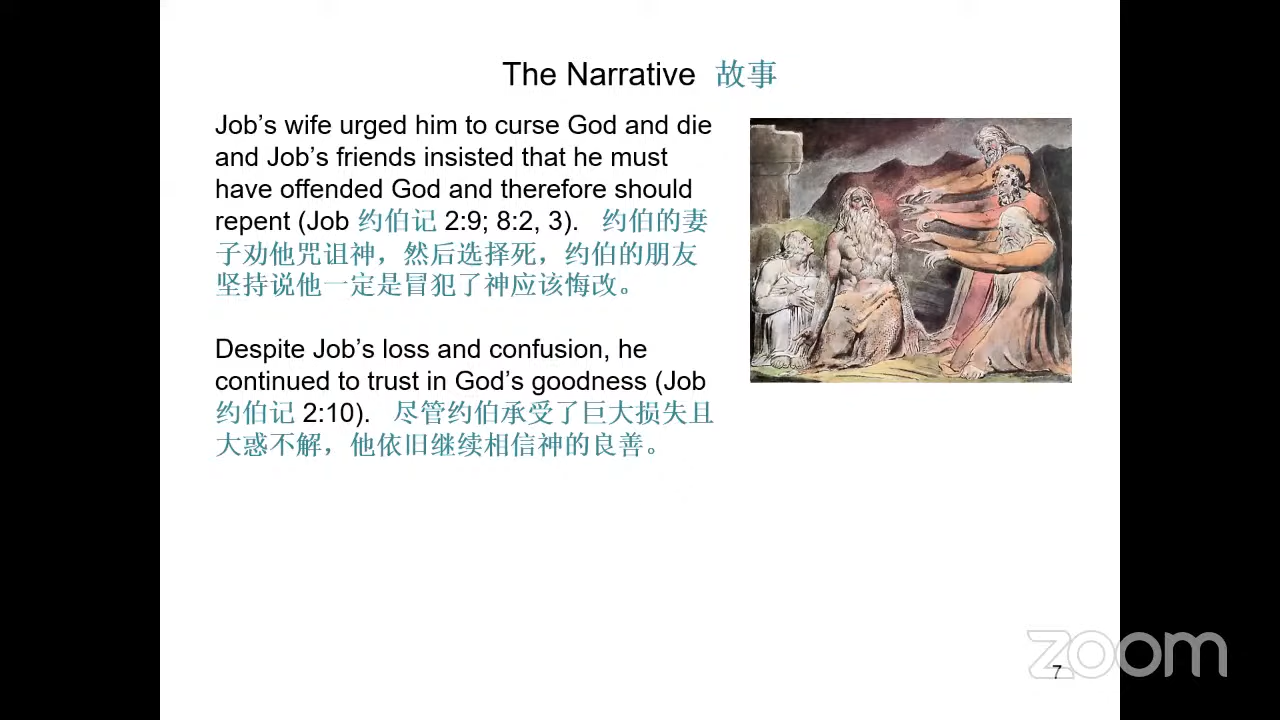 The Narrative 故事
Job’s wife urged him to curse God and die
and Job’s friends insisted that he must
have offended God and therefore should
repent (Job 约伯记 2:9; 8:2, 3). 约伯的妻
子劝他咒诅神，然后选择死，约伯的朋友
坚持说他一定是冒犯了神应该悔改。
Despite Job’s loss and confusion, he
continued to trust in God’s goodness (Job
约伯记 2:10). 尽管约伯承受了巨大损失且
大惑不解，他依旧继续相信神的良善。
zoom
7